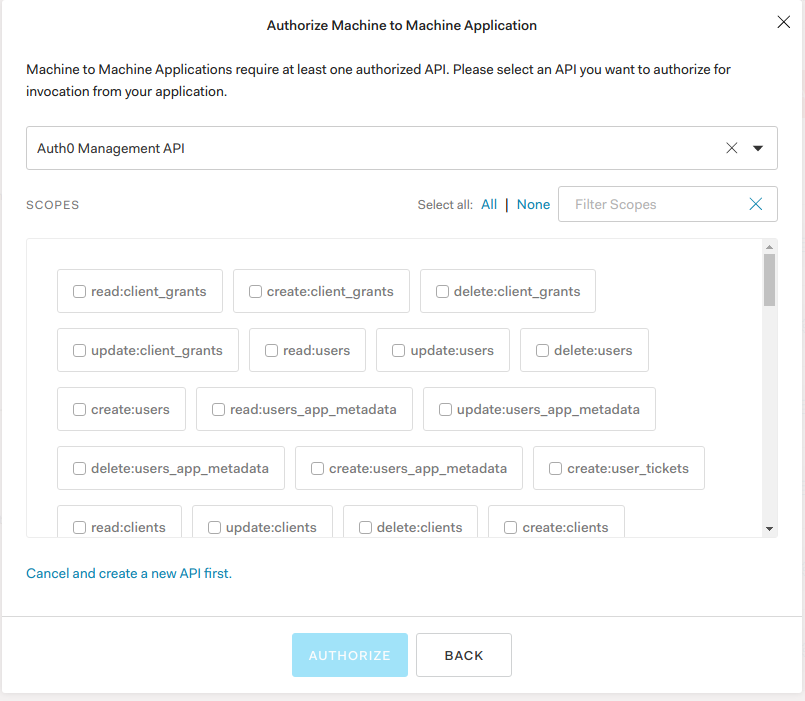 Authorize Machine to Machine Application
Machine to Machine Applications require at least one authorized API. Please select an API you want to authorize for
invocation from your application.
Auth0 Management API
SCOPES Select all: All | None Filter Scopes
read:client_grants create:client_grants delete:client_grants
update:client_grants read:users update:users delete:users
create:users read:users_app_metadata update:users_app_metadata
delete:users_app_metadata create:users_app_metadata create:user_tickets
read:clients update:clients delete:clients create:clients
Cancel and create a new API first.
AUTHORIZE BACK